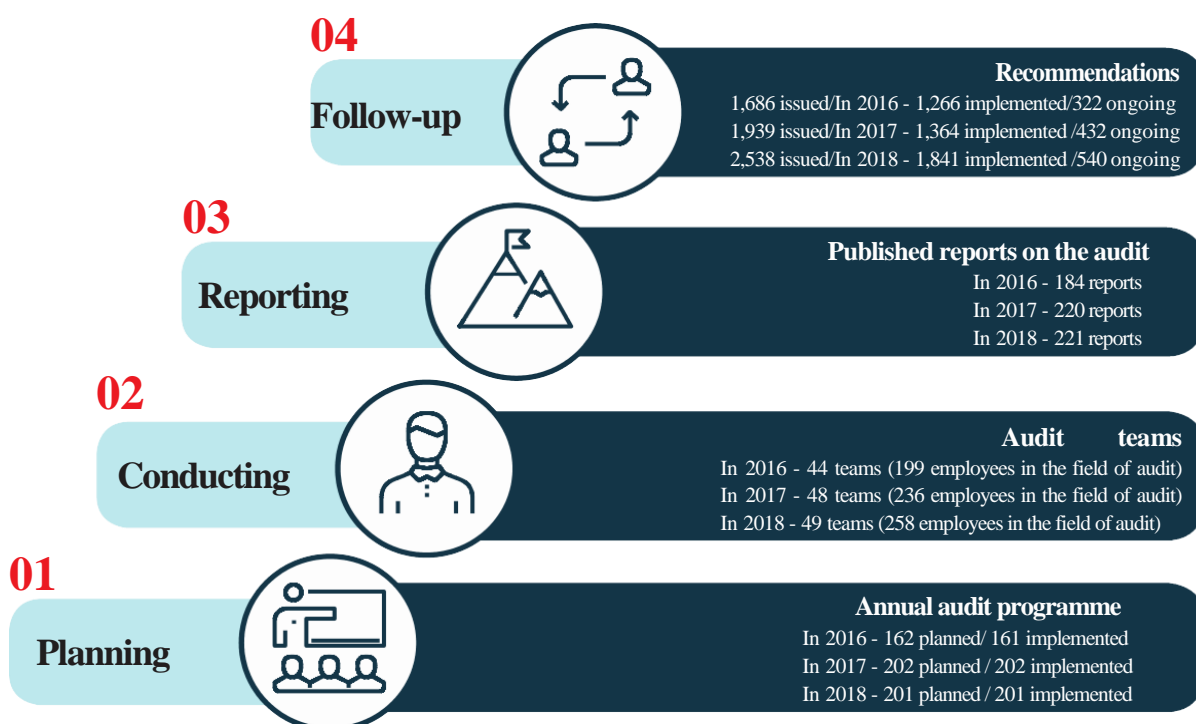 04
Follow-up
Recommendations
1,686 issued/In 2016 - 1,266 implemented/322 ongoing
1,939 issued/In 2017 - 1,364 implemented /432 ongoing
2,538 issued/In 2018 - 1,841 implemented /540 ongoing
03
Reporting
Published reports on the audit
In 2016 - 184 reports
In 2017 - 220 reports
In 2018 - 221 reports
02
Conducting
Audit teams
In 2016 - 44 teams (199 employees in the field of audit)
In 2017 - 48 teams (236 employees in the field of audit)
In 2018 - 49 teams (258 employees in the field of audit)
01
Planning
Annual audit programme
In 2016 - 162 planned/ 161 implemented
In 2017 - 202 planned / 202 implemented
In 2018 - 201 planned / 201 implemented